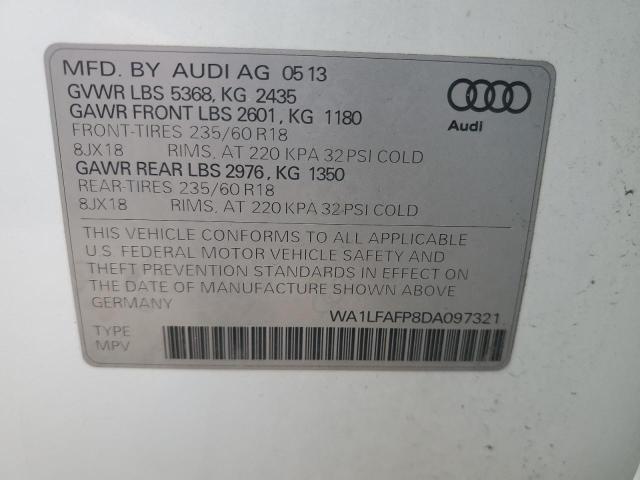 MFD. BY AUDI AG 05 13
GVWR LBS 5368, KG 2435
GAWR FRONT LBS 2601, KG 1180
FRONT-TIRES 235/60 R18
8JX18 RIMS, AT 220 KPA 32 PSI COLD
GAWR REAR LBS 2976, KG 1350
REAR-TIRES 235/60 R18
8JX18 RIMS, AT 220 KPA 32 PSI COLD
Audi
THIS VEHICLE CONFORMS TO ALL APPLICABLE
U.S. FEDERAL MOTOR VEHICLE SAFETY AND
THEFT PREVENTION STANDARDS IN EFFECT ON
THE DATE OF MANUFACTURE SHOWN ABOVE.
GERMANY
WA1LFAFP8DA097321
TYPE
MPV